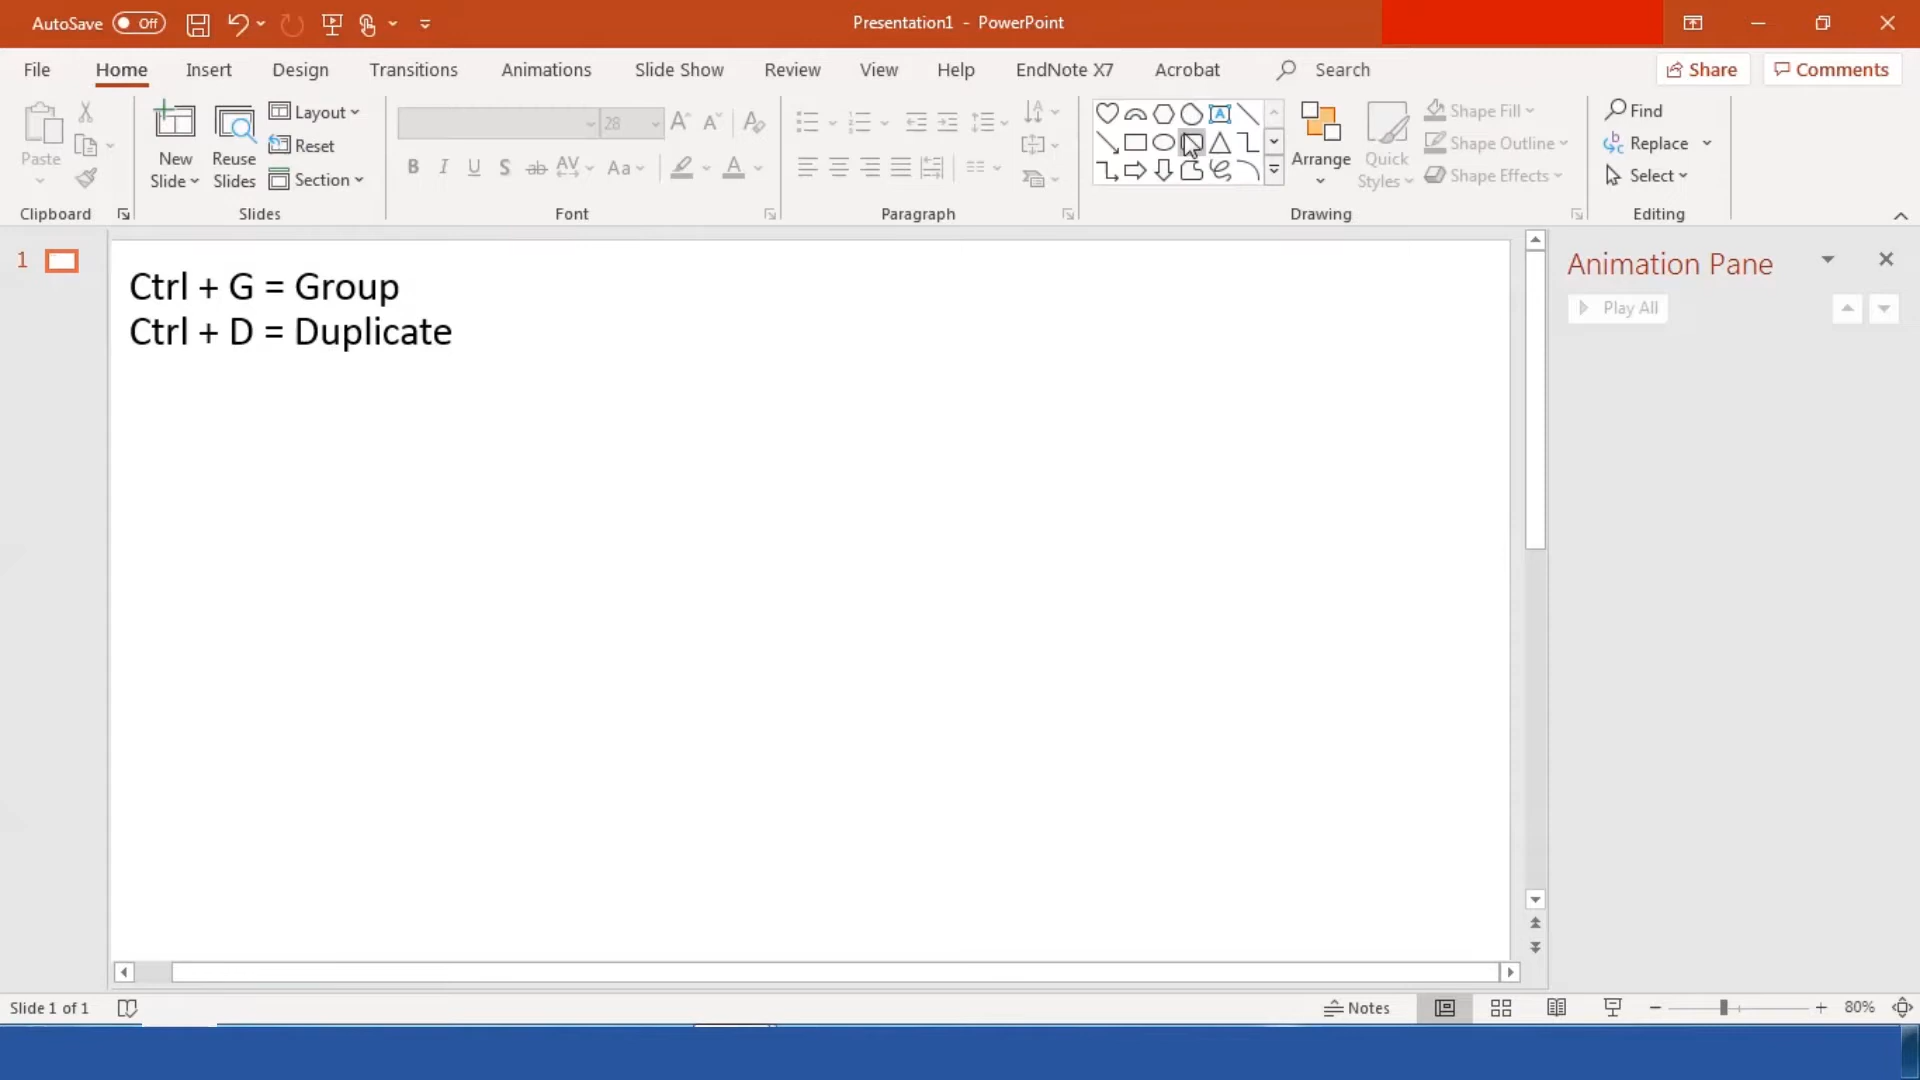 AutoSave Off Presentation1 - PowerPoint
File Home Insert Design Transitions Animations Slide Show Review View Help EndNote X7 Acrobat Search Share Comments
Paste
New Slide
Reuse Slides
Layout
Reset
Section
28
B I U S ab AV Aa A
Arrange
Quick Styles
Shape Fill
Shape Outline
Shape Effects
Find
Replace
Select
Clipboard Slides Font Paragraph Drawing Editing
1
Ctrl + G = Group
Ctrl + D = Duplicate
Animation Pane
Play All
Slide 1 of 1 Notes 80%